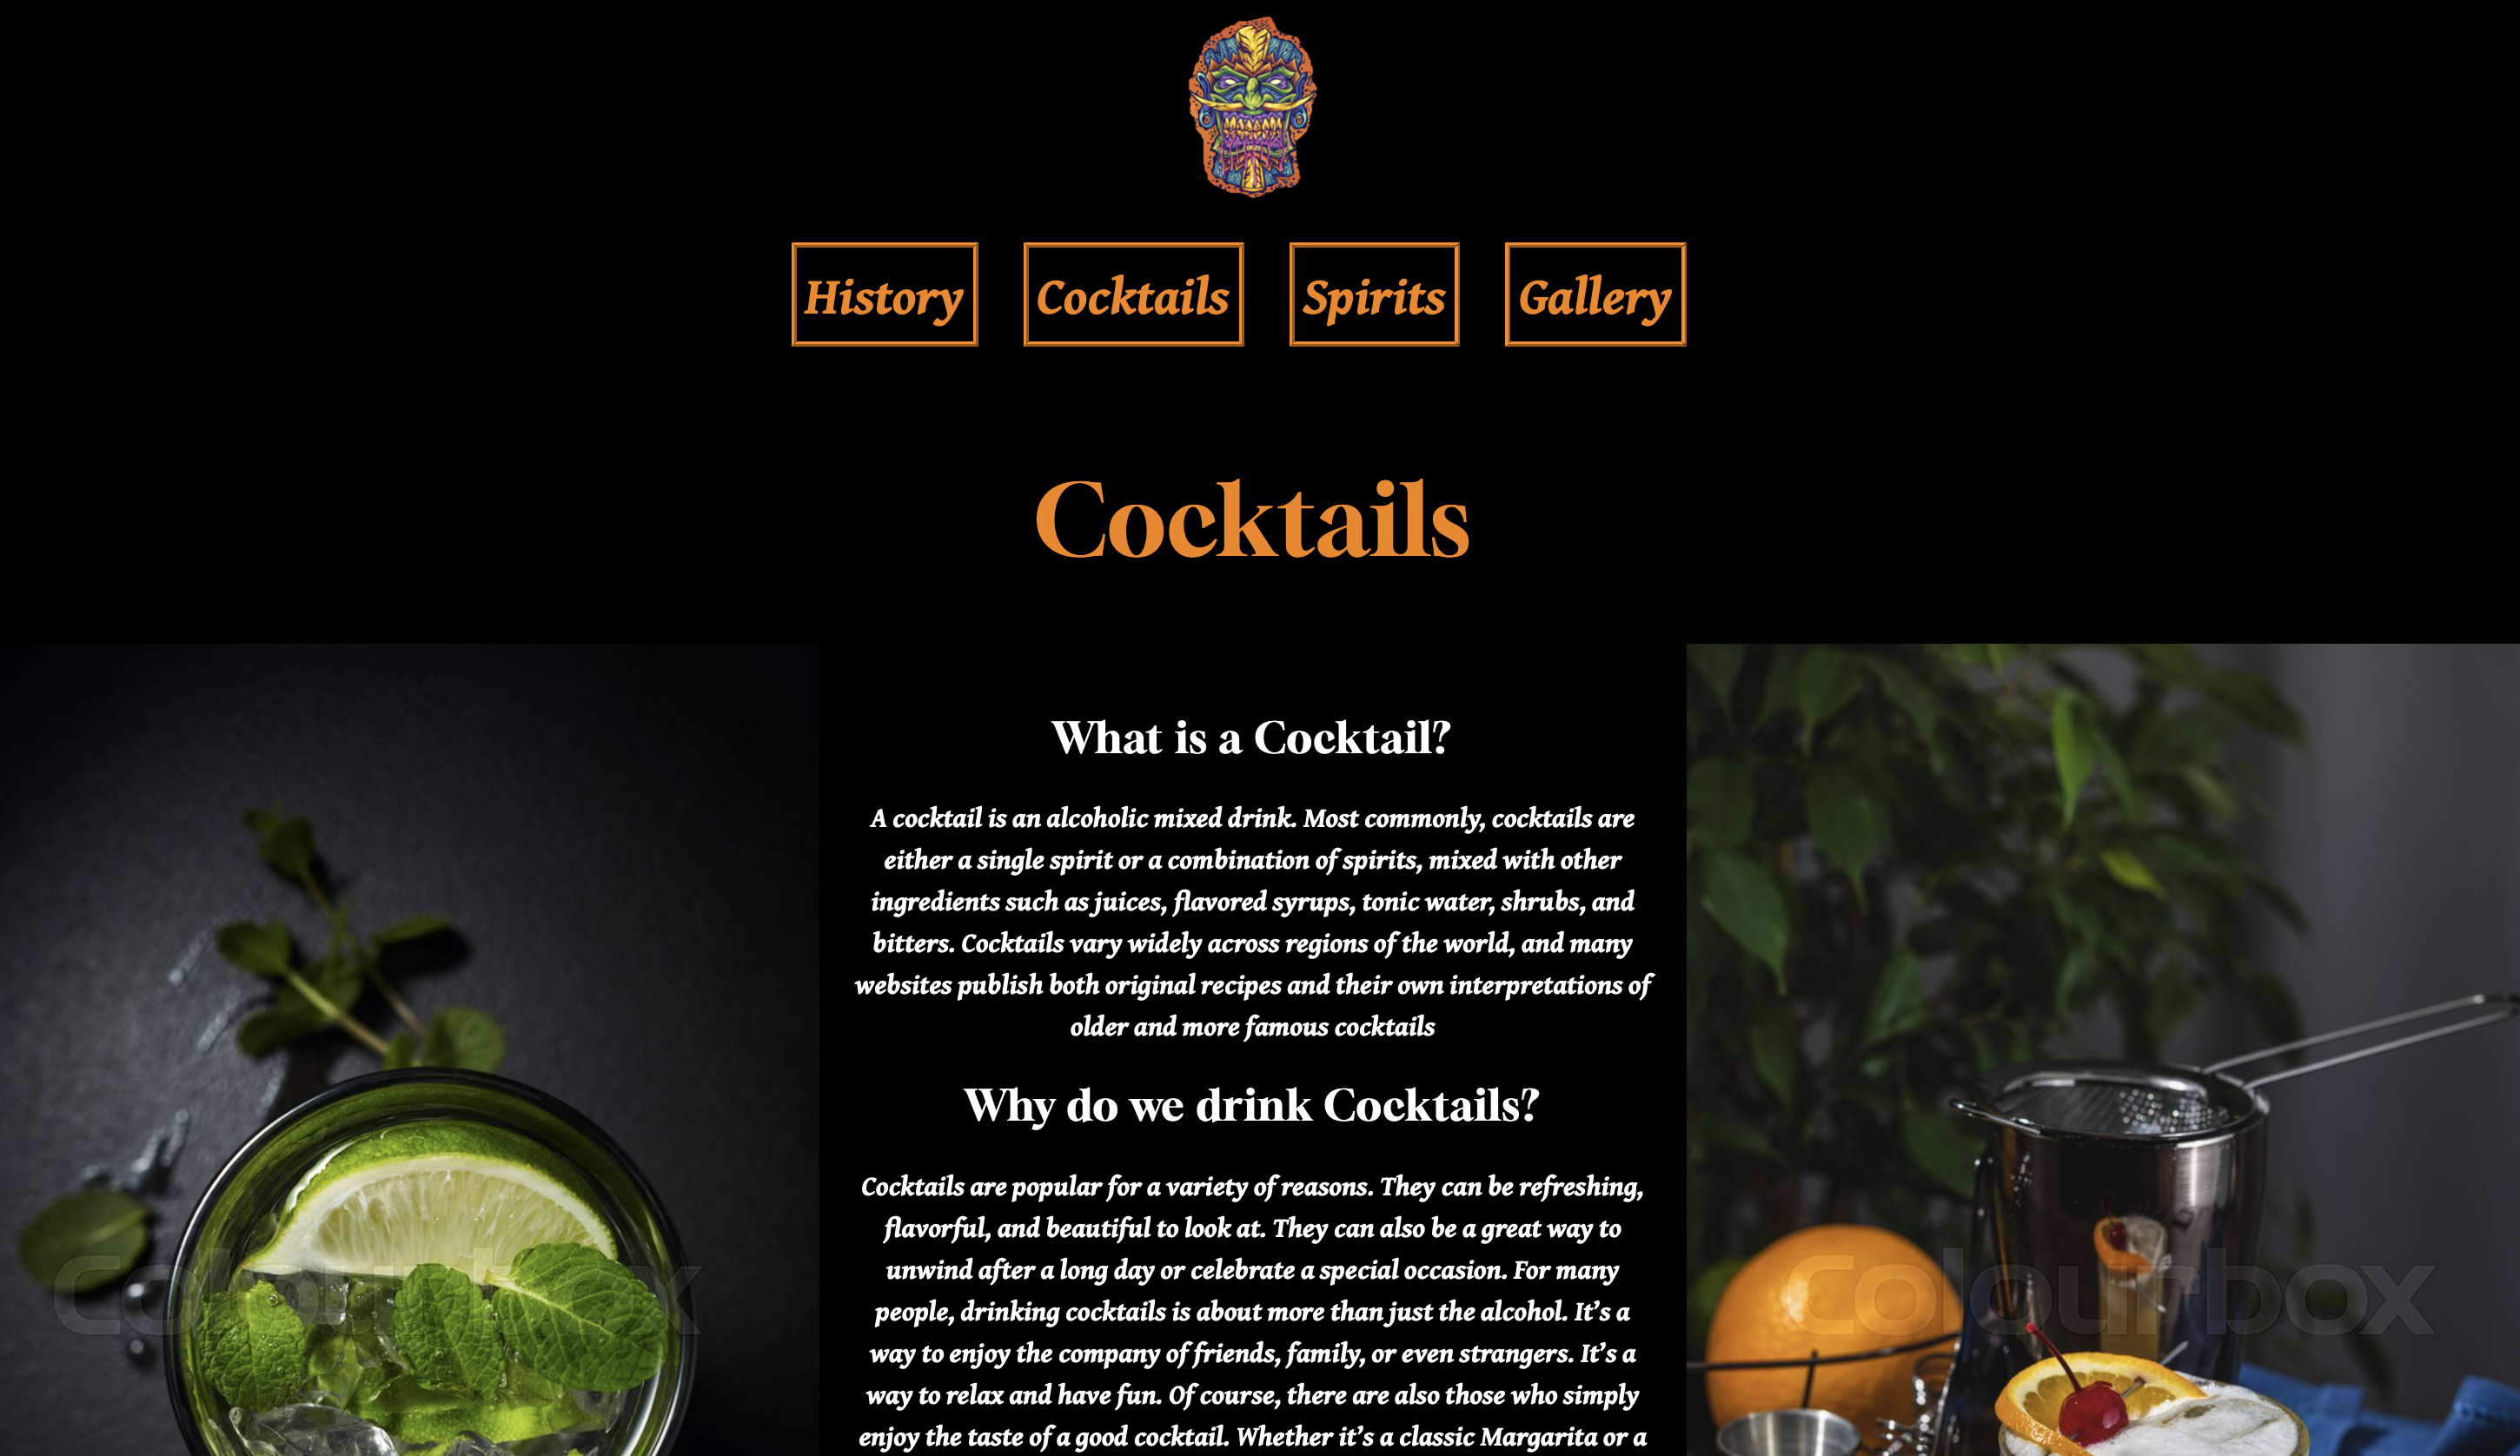 History
Cocktails
Spirits
Gallery
Cocktails
What is a Cocktail?
A cocktail is an alcoholic mixed drink. Most commonly, cocktails are
either a single spirit or a combination of spirits, mixed with other
ingredients such as juices, flavored syrups, tonic water, shrubs, and
bitters. Cocktails vary widely across regions of the world, and many
websites publish both original recipes and their own interpretations of
older and more famous cocktails
Why do we drink Cocktails?
Cocktails are popular for a variety of reasons. They can be refreshing,
flavorful, and beautiful to look at. They can also be a great way to
unwind after a long day or celebrate a special occasion. For many
people, drinking cocktails is about more than just the alcohol. It’s a
way to enjoy the company of friends, family, or even strangers. It’s a
way to relax and have fun. Of course, there are also those who simply
enjoy the taste of a good cocktail. Whether it’s a classic Margarita or a
Colourbox
Colourbox